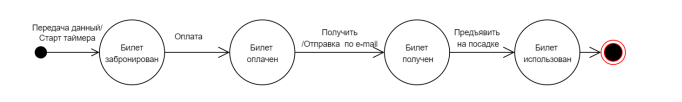 Передача данный/
Старт таймера
Билет
забронирован
Оплата
Билет
оплачен
Получить
/Отправка по e-mail
Билет
получен
Предъявить
на посадке
Билет
использован